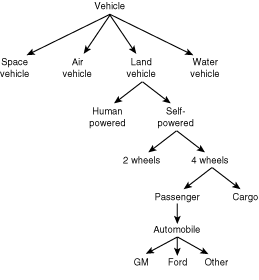 Vehicle
Space vehicle
Air vehicle
Land vehicle
Water vehicle
Human powered
Self-powered
2 wheels
4 wheels
Passenger
Cargo
Automobile
GM
Ford
Other